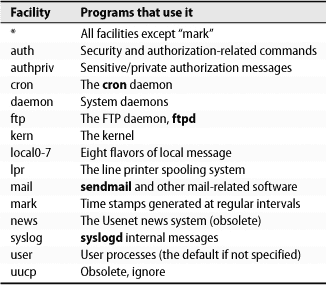 Facility Programs that use it
* All facilities except “mark”
auth Security and authorization-related commands
authpriv Sensitive/private authorization messages
cron The cron daemon
daemon System daemons
ftp The FTP daemon, ftpd
kern The kernel
local0-7 Eight flavors of local message
lpr The line printer spooling system
mail sendmail and other mail-related software
mark Time stamps generated at regular intervals
news The Usenet news system (obsolete)
syslog syslogd internal messages
user User processes (the default if not specified)
uucp Obsolete, ignore